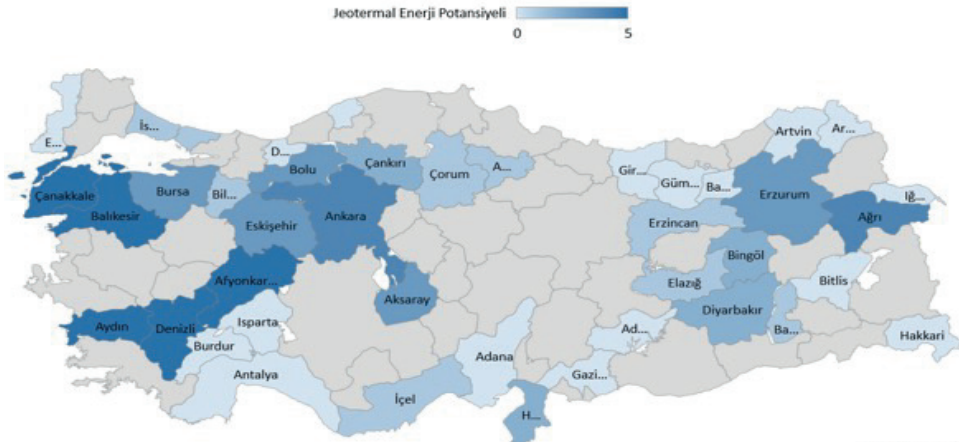 Jeotermal Enerji Potansiyeli
0 5
E...
İs...
D...
Bolu
Çankırı
Çorum
A...
Gir...
Güm...
Ba...
Artvin
Ar...
Çanakkale
Balıkesir
Bursa
Bil...
Eskişehir
Ankara
Erzincan
Erzurum
Ağrı
Iğ...
Afyonkar...
Aksaray
Elazığ
Bingöl
Diyarbakır
Ba...
Bitlis
Aydın
Denizli
Isparta
Burdur
Antalya
İçel
Adana
H...
Gazi...
Ad...
Hakkari